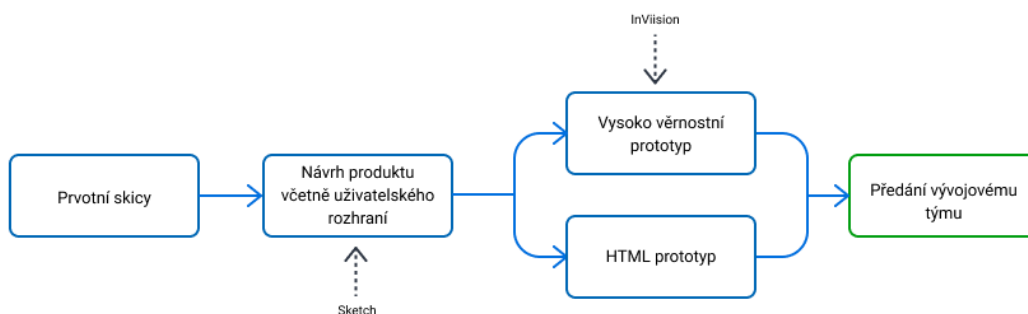 InViision
Vysoko věrnostní
prototyp
Prvotní skicy
Návrh produktu
včetně uživatelského
rozhraní
Předání vývojovému
týmu
HTML prototyp
Sketch